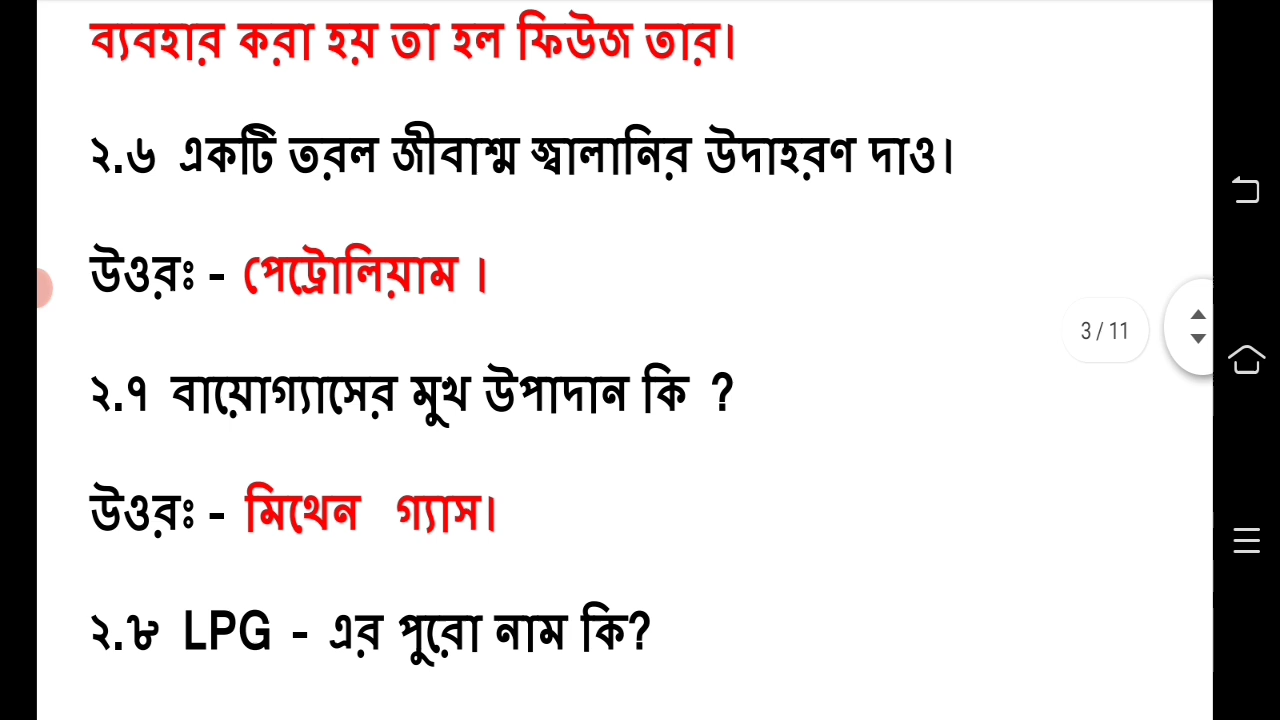 ব্যবহার করা হয় তা হল ফিউজ তার।
২.৬ একটি তরল জীবাশ্ম জ্বালানির উদাহরণ দাও।
উওরঃ - পেট্রোলিয়াম ।
3 / 11
২.৭ বায়োগ্যাসের মুখ উপাদান কি ?
উওরঃ - মিথেন গ্যাস।
২.৮ LPG - এর পুরো নাম কি?